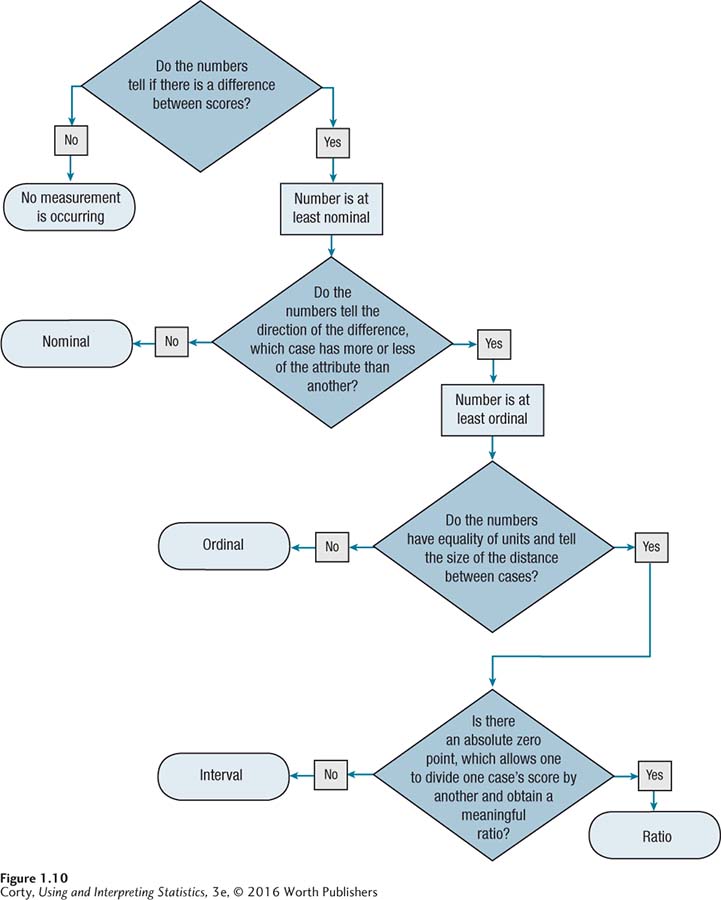 Do the numbers
tell if there is a difference
between scores?
No
Yes
No measurement
is occurring
Number is at
least nominal
Do the
numbers tell the
direction of the difference,
which case has more or less
of the attribute than
another?
Nominal
No
Yes
Number is at
least ordinal
Do the numbers
have equality of units and tell
the size of the distance
between cases?
Ordinal
No
Yes
Is there
an absolute zero
point, which allows one
to divide one case's score by
another and obtain a
meaningful
ratio?
Interval
No
Yes
Ratio
Figure 1.10
Corty, Using and Interpreting Statistics, 3e, © 2016 Worth Publishers